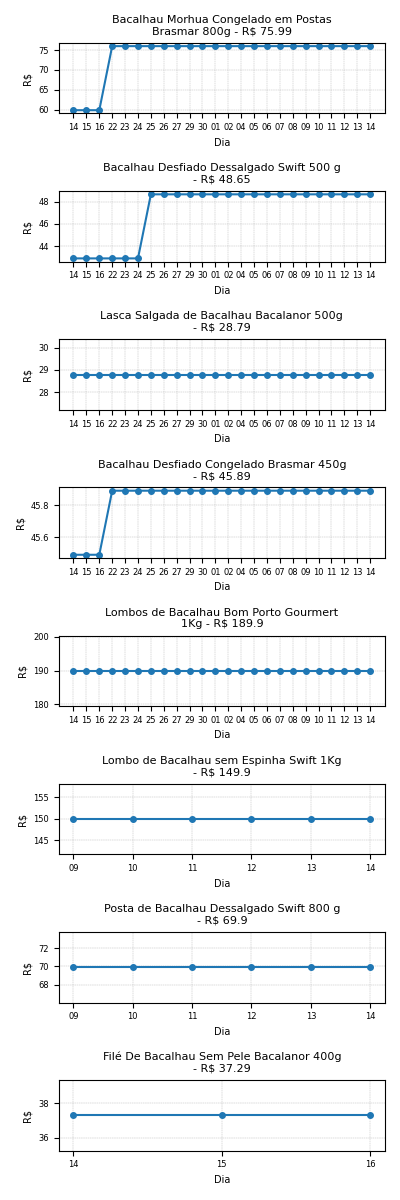 Bacalhau Morhua Congelado em Postas
Brasmar 800g - R$ 75.99
75
70
65
60
R$
14 15 16 22 23 24 25 26 27 29 30 01 02 04 05 06 07 08 09 10 11 12 13 14
Dia
Bacalhau Desfiado Dessalgado Swift 500 g
- R$ 48.65
48
46
44
R$
14 15 16 22 23 24 25 26 27 29 30 01 02 04 05 06 07 08 09 10 11 12 13 14
Dia
Lasca Salgada de Bacalhau Bacalanor 500g
- R$ 28.79
30
29
28
R$
14 15 16 22 23 24 25 26 27 29 30 01 02 04 05 06 07 08 09 10 11 12 13 14
Dia
Bacalhau Desfiado Congelado Brasmar 450g
- R$ 45.89
45.8
45.6
R$
14 15 16 22 23 24 25 26 27 29 30 01 02 04 05 06 07 08 09 10 11 12 13 14
Dia
Lombos de Bacalhau Bom Porto Gourmert
1Kg - R$ 189.9
200
190
180
R$
14 15 16 22 23 24 25 26 27 29 30 01 02 04 05 06 07 08 09 10 11 12 13 14
Dia
Lombo de Bacalhau sem Espinha Swift 1Kg
- R$ 149.9
155
150
145
R$
09 10 11 12 13 14
Dia
Posta de Bacalhau Dessalgado Swift 800 g
- R$ 69.9
72
70
68
R$
09 10 11 12 13 14
Dia
Filé De Bacalhau Sem Pele Bacalanor 400g
- R$ 37.29
38
36
R$
14 15 16
Dia